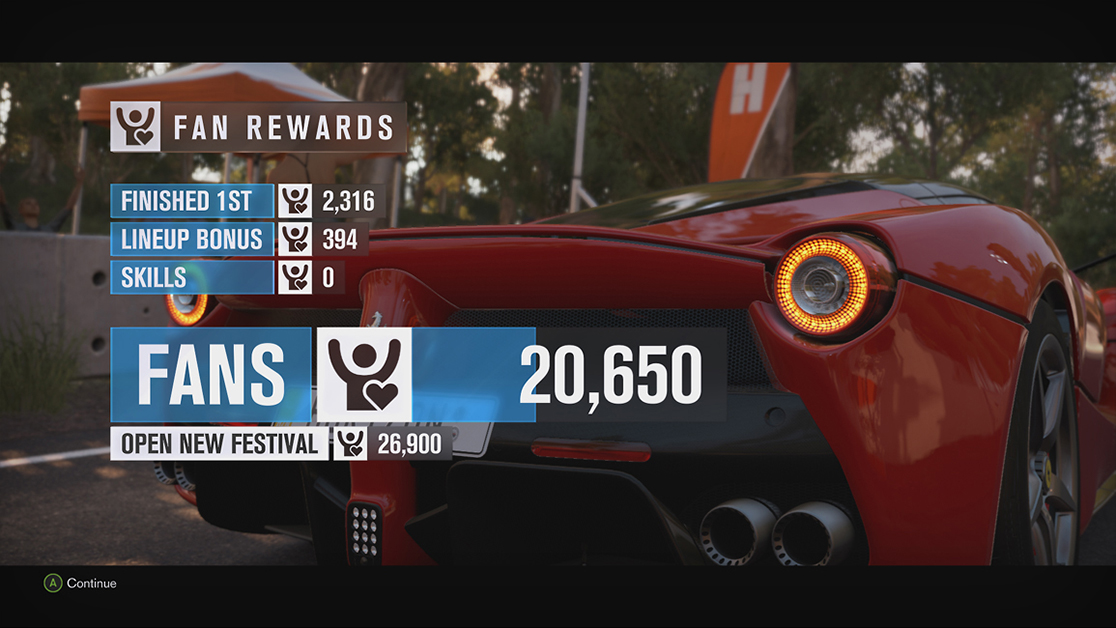 FAN REWARDS
FINISHED 1ST 2,316
LINEUP BONUS 394
SKILLS 0
FANS 20,650
OPEN NEW FESTIVAL 26,900
H
A Continue